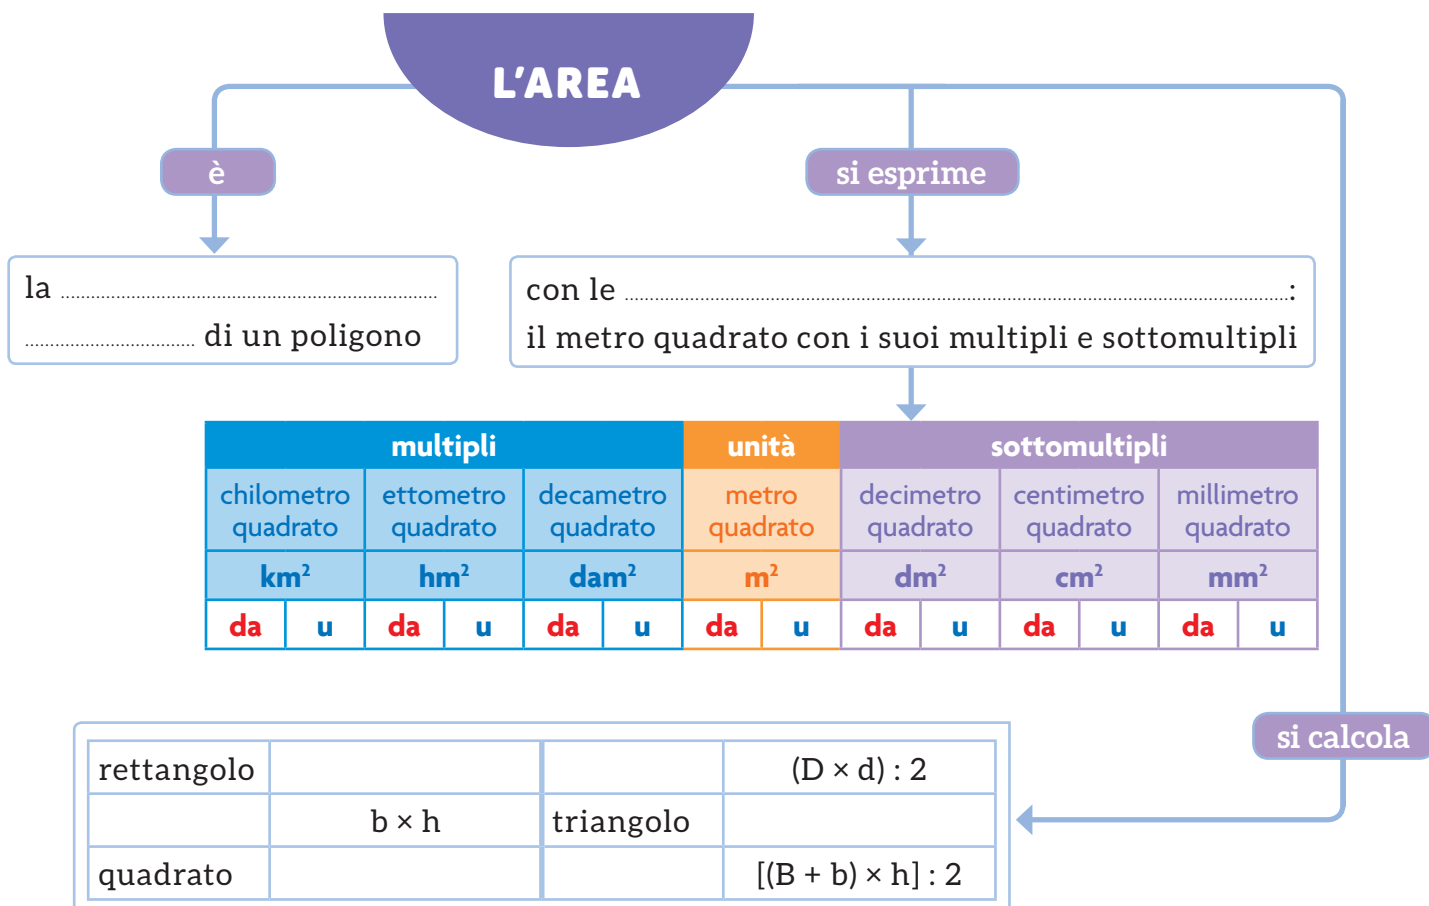 L'AREA
è
si esprime
la ........................................................
.............................. di un poligono
con le ........................................................:
il metro quadrato con i suoi multipli e sottomultipli
multipli unità sottomultipli
chilometro quadrato ettometro quadrato decametro quadrato metro quadrato decimetro quadrato centimetro quadrato millimetro quadrato
km² hm² dam² m² dm² cm² mm²
da u da u da u da u da u da u da u
si calcola
rettangolo (D × d) : 2
b × h triangolo
quadrato [(B + b) × h] : 2